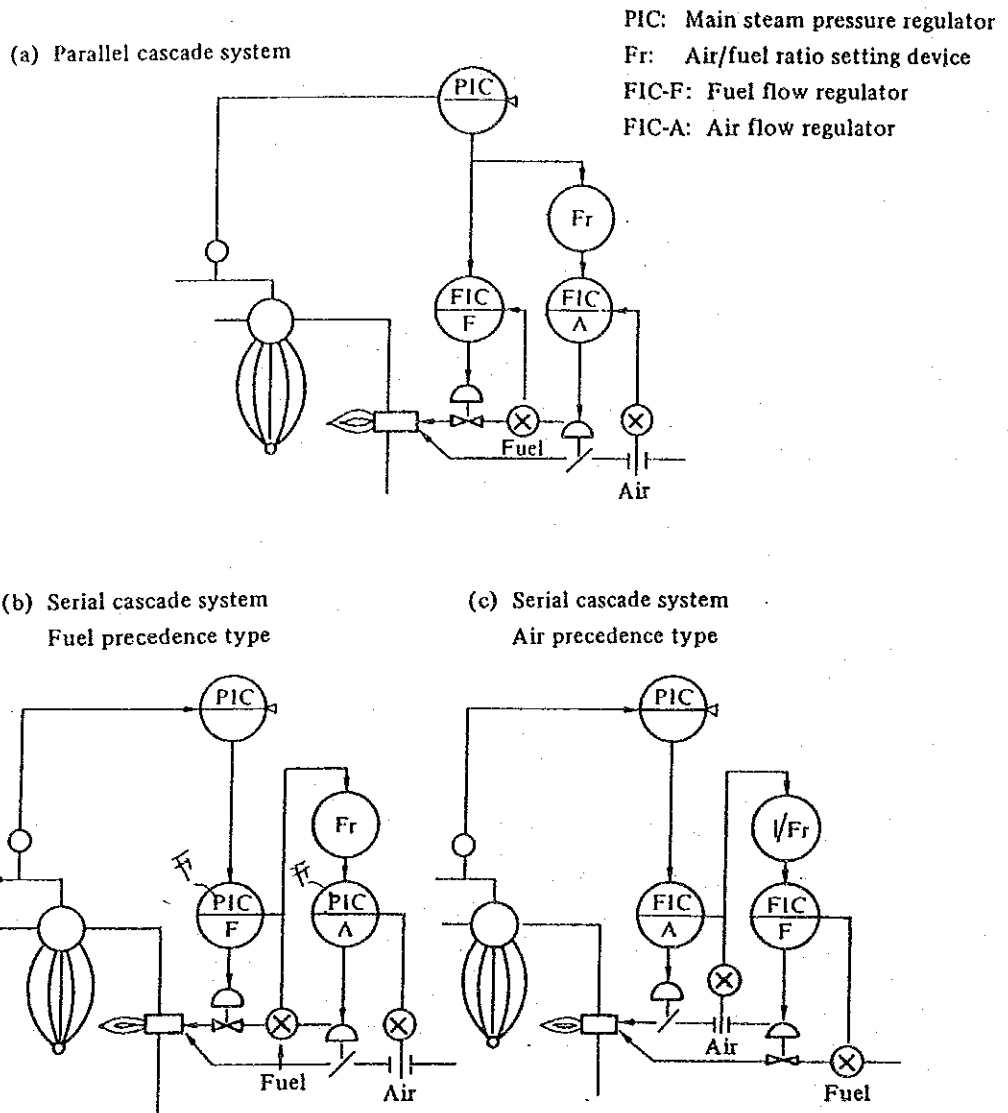 PIC: Main steam pressure regulator
(a) Parallel cascade system
Fr: Air/fuel ratio setting device
FIC-F: Fuel flow regulator
FIC-A: Air flow regulator
PIC
Fr
FIC
F
FIC
A
Fuel
Air
(b) Serial cascade system
Fuel precedence type
PIC
Fr
PIC
F
PIC
A
Fuel
Air
(c) Serial cascade system
Air precedence type
PIC
1/Fr
FIC
A
FIC
F
Air
Fuel